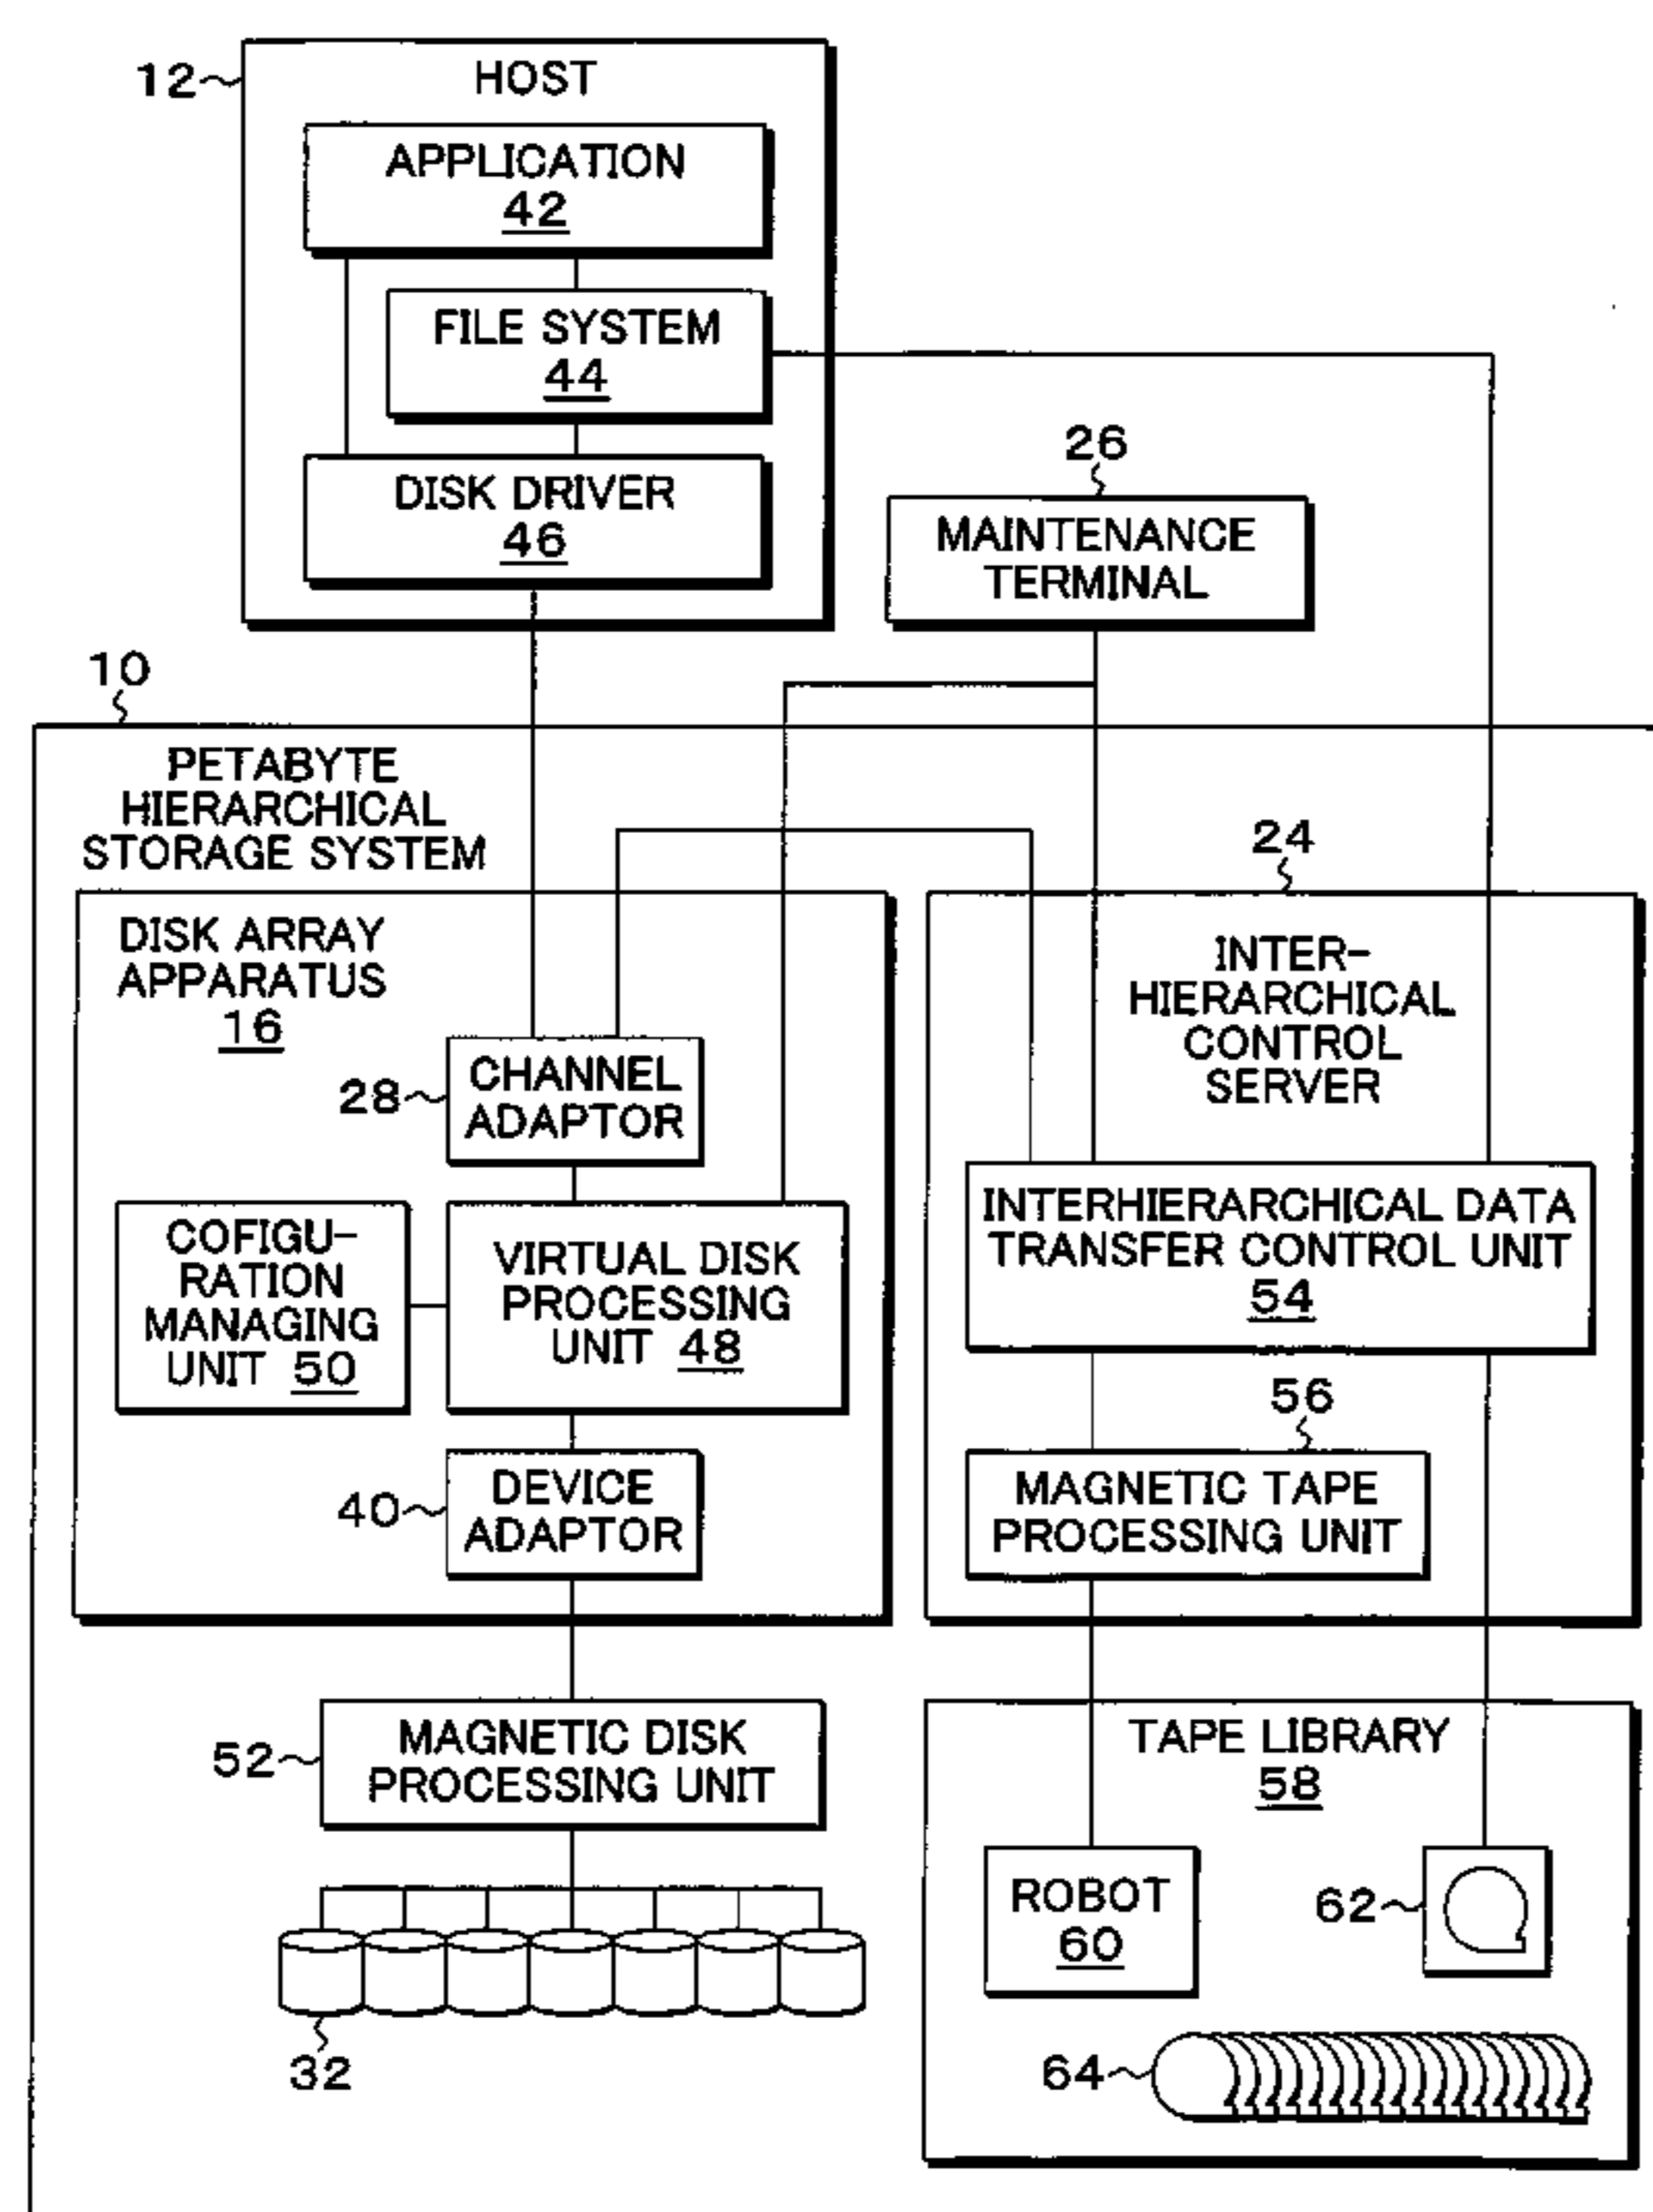 12
HOST
APPLICATION
42
FILE SYSTEM
44
DISK DRIVER
46
26
MAINTENANCE
TERMINAL
10
PETABYTE
HIERARCHICAL
STORAGE SYSTEM
DISK ARRAY
APPARATUS
16
28
CHANNEL
ADAPTOR
COFIGU-
RATION
MANAGING
UNIT 50
VIRTUAL DISK
PROCESSING
UNIT 48
40
DEVICE
ADAPTOR
24
INTER-
HIERARCHICAL
CONTROL
SERVER
INTERHIERARCHICAL DATA
TRANSFER CONTROL UNIT
54
56
MAGNETIC TAPE
PROCESSING UNIT
52
MAGNETIC DISK
PROCESSING UNIT
32
TAPE LIBRARY
58
ROBOT
60
62
64